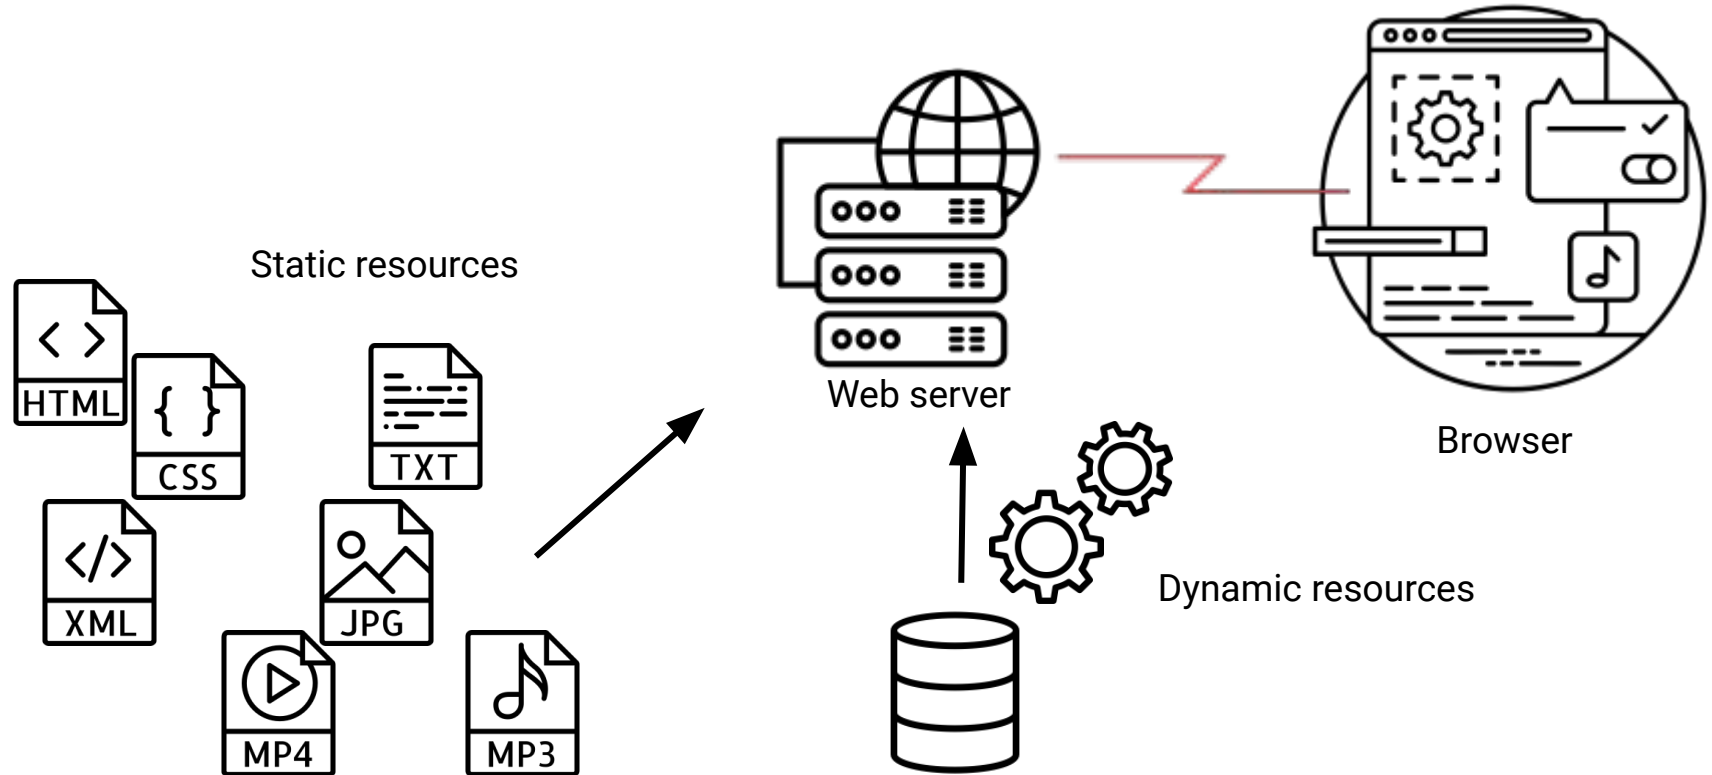 Static resources
HTML
CSS
TXT
XML
JPG
MP4
MP3
Web server
Browser
Dynamic resources